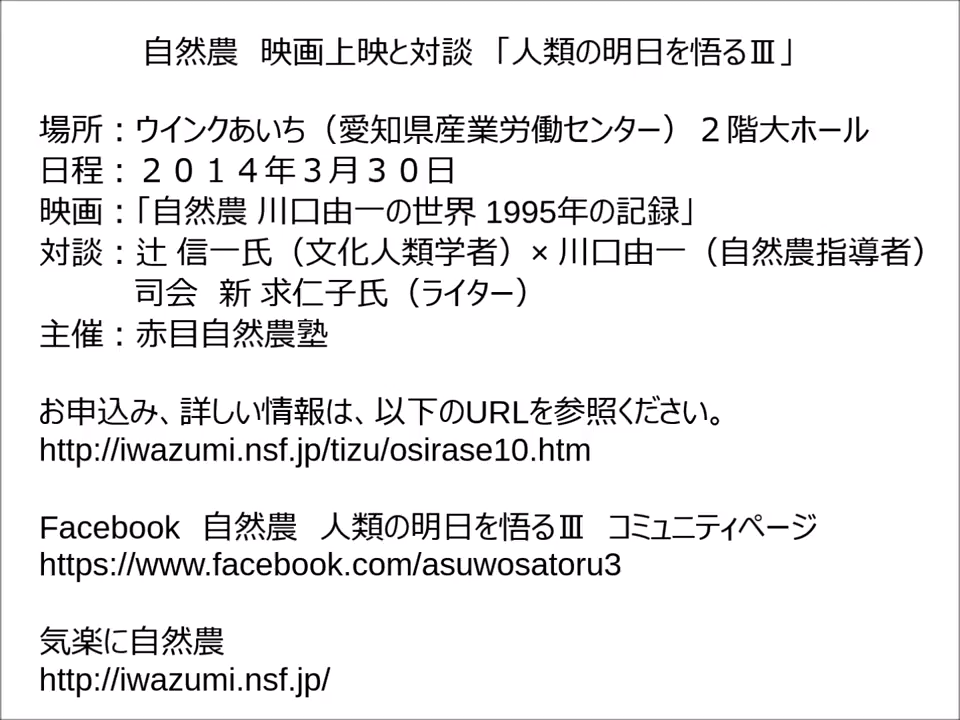 自然農　映画上映と対談　「人類の明日を悟るⅢ」
場所：ウインクあいち（愛知県産業労働センター）２階大ホール
日程：２０１４年３月３０日
映画：「自然農 川口由一の世界 1995年の記録」
対談：辻 信一氏（文化人類学者）× 川口由一（自然農指導者）
司会　新 求仁子氏（ライター）
主催：赤目自然農塾
お申込み、詳しい情報は、以下のURLを参照ください。
http://iwazumi.nsf.jp/tizu/osirase10.htm
Facebook　自然農　人類の明日を悟るⅢ　コミュニティページ
https://www.facebook.com/asuwosatoru3
気楽に自然農
http://iwazumi.nsf.jp/